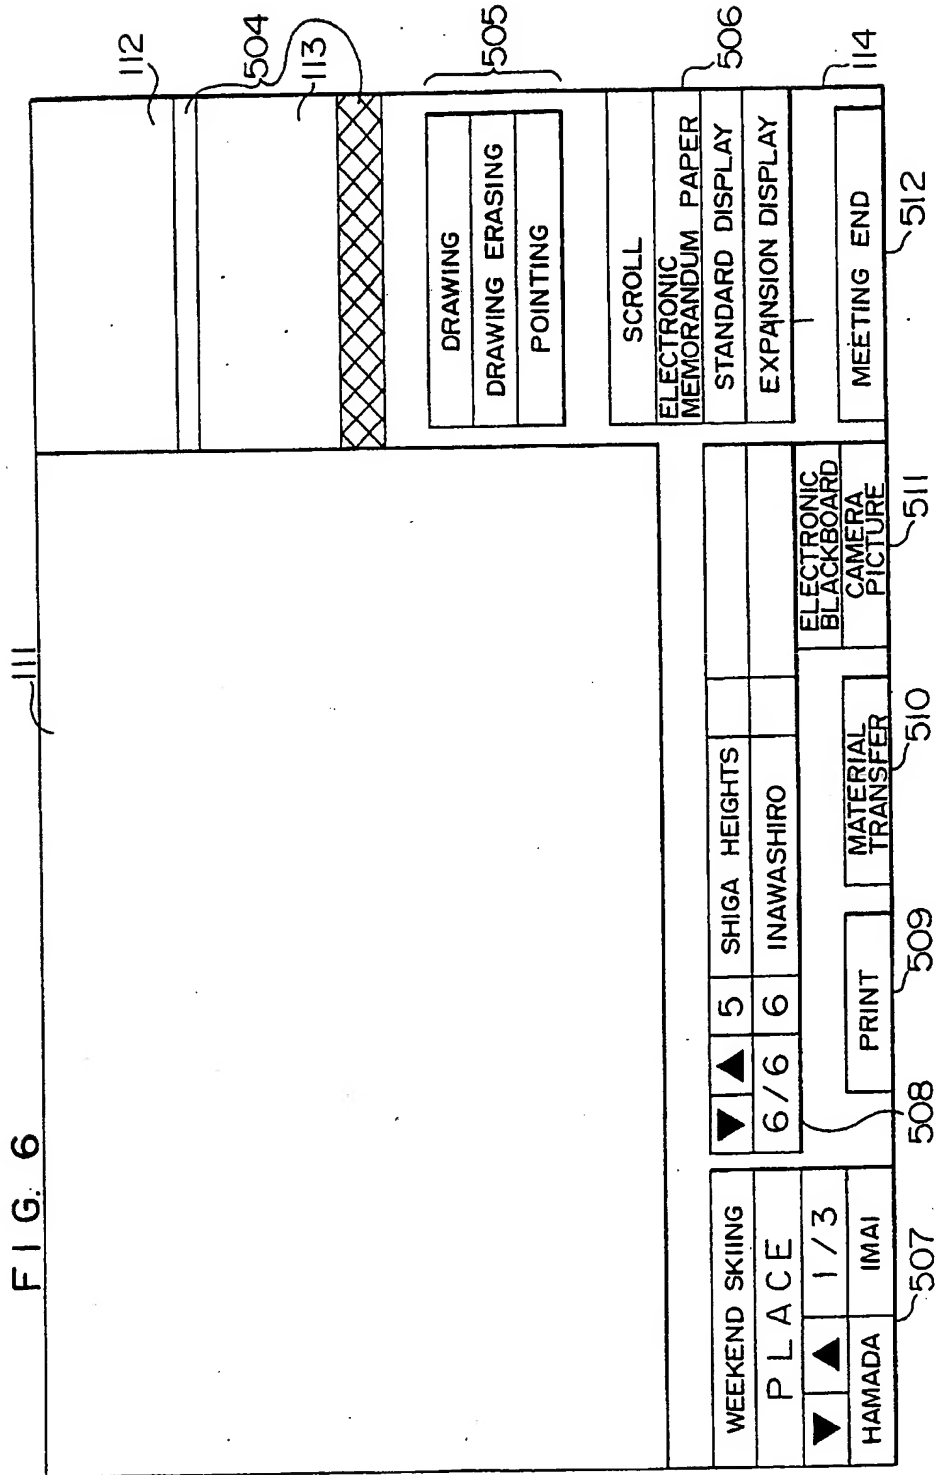 FIG. 6
111
112
504
113
505
DRAWING
DRAWING ERASING
POINTING
SCROLL
ELECTRONIC
MEMORANDUM PAPER
STANDARD DISPLAY
EXPANSION DISPLAY
506
114
MEETING END
512
WEEKEND SKIING
PLACE
▼ ▲ 1/3
HAMADA IMAI
507
▼ ▲ 5 SHIGA HEIGHTS
6/6 6 INAWASHIRO
508
PRINT
509
MATERIAL
TRANSFER
510
ELECTRONIC
BLACKBOARD
CAMERA
PICTURE
511